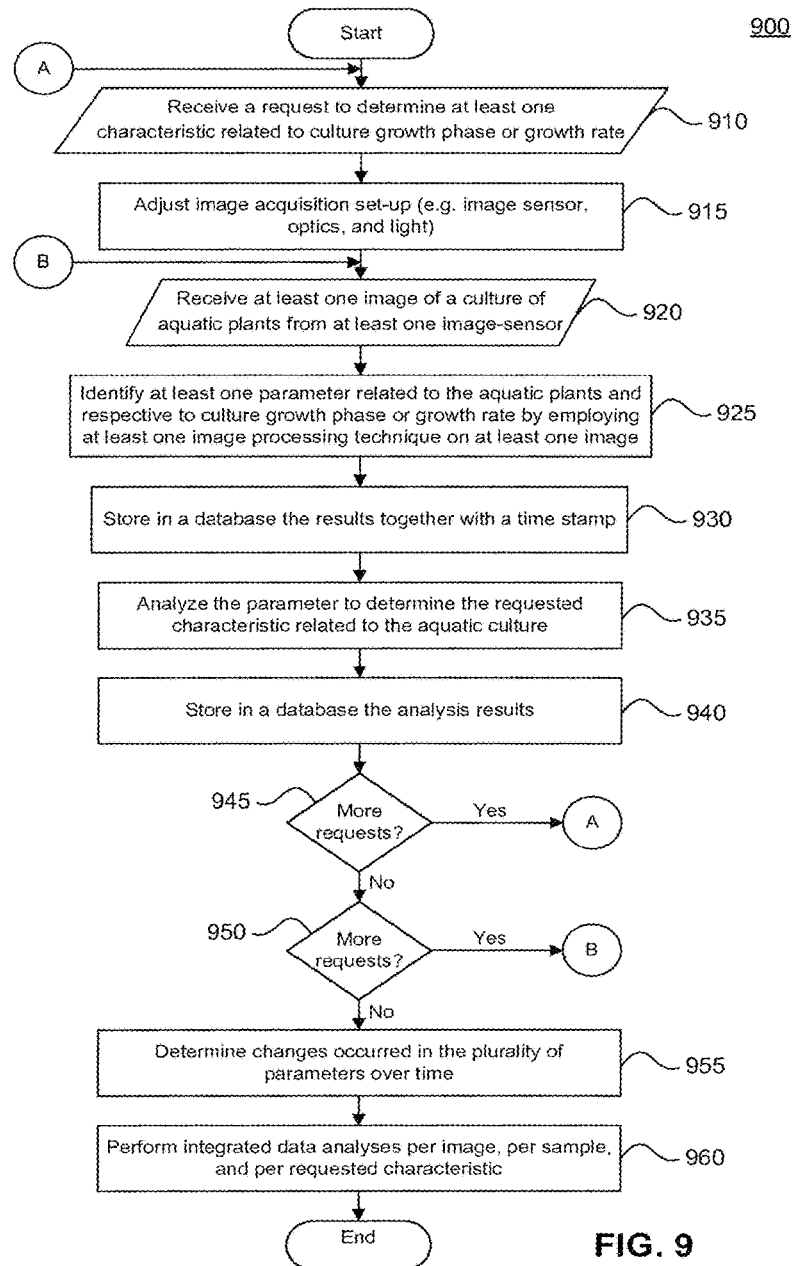 900
Start
A
Receive a request to determine at least one
characteristic related to culture growth phase or growth rate
910
Adjust image acquisition set-up (e.g. image sensor,
optics, and light)
915
B
Receive at least one image of a culture of
aquatic plants from at least one image-sensor
920
Identify at least one parameter related to the aquatic plants and
respective to culture growth phase or growth rate by employing
at least one image processing technique on at least one image
925
Store in a database the results together with a time stamp
930
Analyze the parameter to determine the requested
characteristic related to the aquatic culture
935
Store in a database the analysis results
940
945
More
requests?
Yes
A
No
950
More
requests?
Yes
B
No
Determine changes occurred in the plurality of
parameters over time
955
Perform integrated data analyses per image, per sample,
and per requested characteristic
960
End
FIG. 9